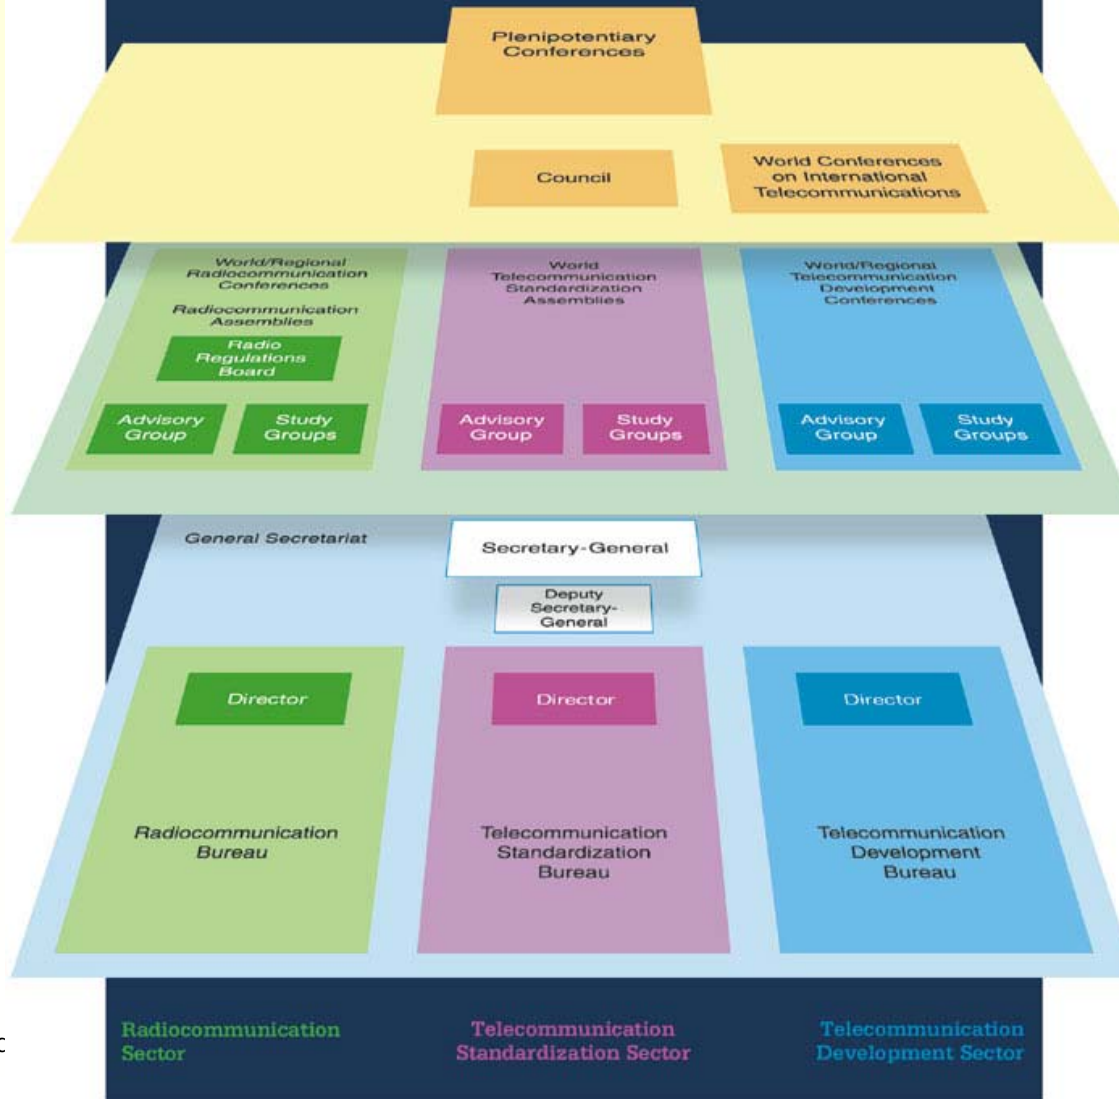 Plenipotentiary
Conferences
Council
World Conferences
on International
Telecommunications
World/Regional
Radiocommunication
Conferences
Radiocommunication
Assemblies
Radio
Regulations
Board
Advisory
Group
Study
Groups
World
Telecommunication
Standardization
Assemblies
Advisory
Group
Study
Groups
World/Regional
Telecommunication
Development
Conferences
Advisory
Group
Study
Groups
General Secretariat
Secretary-General
Deputy
Secretary-
General
Director
Radiocommunication
Bureau
Director
Telecommunication
Standardization
Bureau
Director
Telecommunication
Development
Bureau
Radiocommunication
Sector
Telecommunication
Standardization Sector
Telecommunication
Development Sector